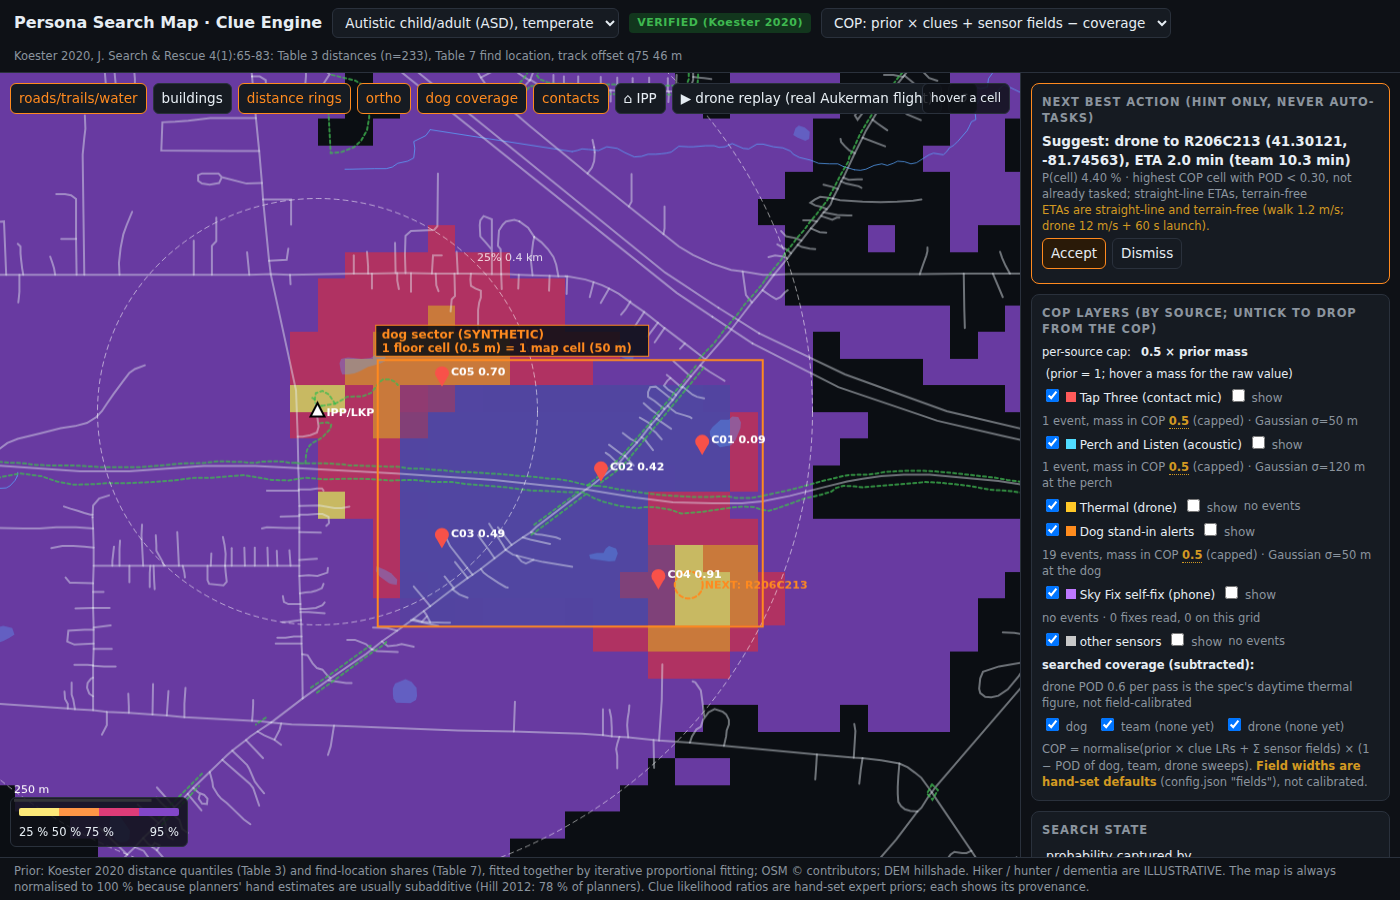 Persona Search Map · Clue Engine
Autistic child/adult (ASD), temperate
VERIFIED (Koester 2020)
COP: prior × clues + sensor fields − coverage
Koester 2020, J. Search & Rescue 4(1):65-83: Table 3 distances (n=233), Table 7 find location, track offset q75 46 m
roads/trails/water
buildings
distance rings
ortho
dog coverage
contacts
⌂ IPP
▶ drone replay (real Aukerman fligh
hover a cell
25% 0.4 km
dog sector (SYNTHETIC)
1 floor cell (0.5 m) = 1 map cell (50 m)
C05 0.70
IPP/LKP
C01 0.09
C02 0.42
C03 0.49
C04 0.91
NEXT: R206C213
250 m
25 % 50 % 75 % 95 %
NEXT BEST ACTION (HINT ONLY, NEVER AUTO-
TASKS)
Suggest: drone to R206C213 (41.30121,
-81.74563), ETA 2.0 min (team 10.3 min)
P(cell) 4.40 % · highest COP cell with POD < 0.30, not
already tasked; straight-line ETAs, terrain-free
ETAs are straight-line and terrain-free (walk 1.2 m/s;
drone 12 m/s + 60 s launch).
Accept
Dismiss
COP LAYERS (BY SOURCE; UNTICK TO DROP
FROM THE COP)
per-source cap: 0.5 × prior mass
(prior = 1; hover a mass for the raw value)
Tap Three (contact mic) show
1 event, mass in COP 0.5 (capped) · Gaussian σ=50 m
Perch and Listen (acoustic) show
1 event, mass in COP 0.5 (capped) · Gaussian σ=120 m
at the perch
Thermal (drone) show no events
Dog stand-in alerts show
19 events, mass in COP 0.5 (capped) · Gaussian σ=50 m
at the dog
Sky Fix self-fix (phone) show
no events · 0 fixes read, 0 on this grid
other sensors show no events
searched coverage (subtracted):
drone POD 0.6 per pass is the spec's daytime thermal
figure, not field-calibrated
dog team (none yet) drone (none yet)
COP = normalise(prior × clue LRs + Σ sensor fields) × (1
− POD of dog, team, drone sweeps). Field widths are
hand-set defaults (config.json "fields"), not calibrated.
SEARCH STATE
probability captured by
Prior: Koester 2020 distance quantiles (Table 3) and find-location shares (Table 7), fitted together by iterative proportional fitting; OSM © contributors; DEM hillshade. Hiker / hunter / dementia are ILLUSTRATIVE. The map is always
normalised to 100 % because planners' hand estimates are usually subadditive (Hill 2012: 78 % of planners). Clue likelihood ratios are hand-set expert priors; each shows its provenance.